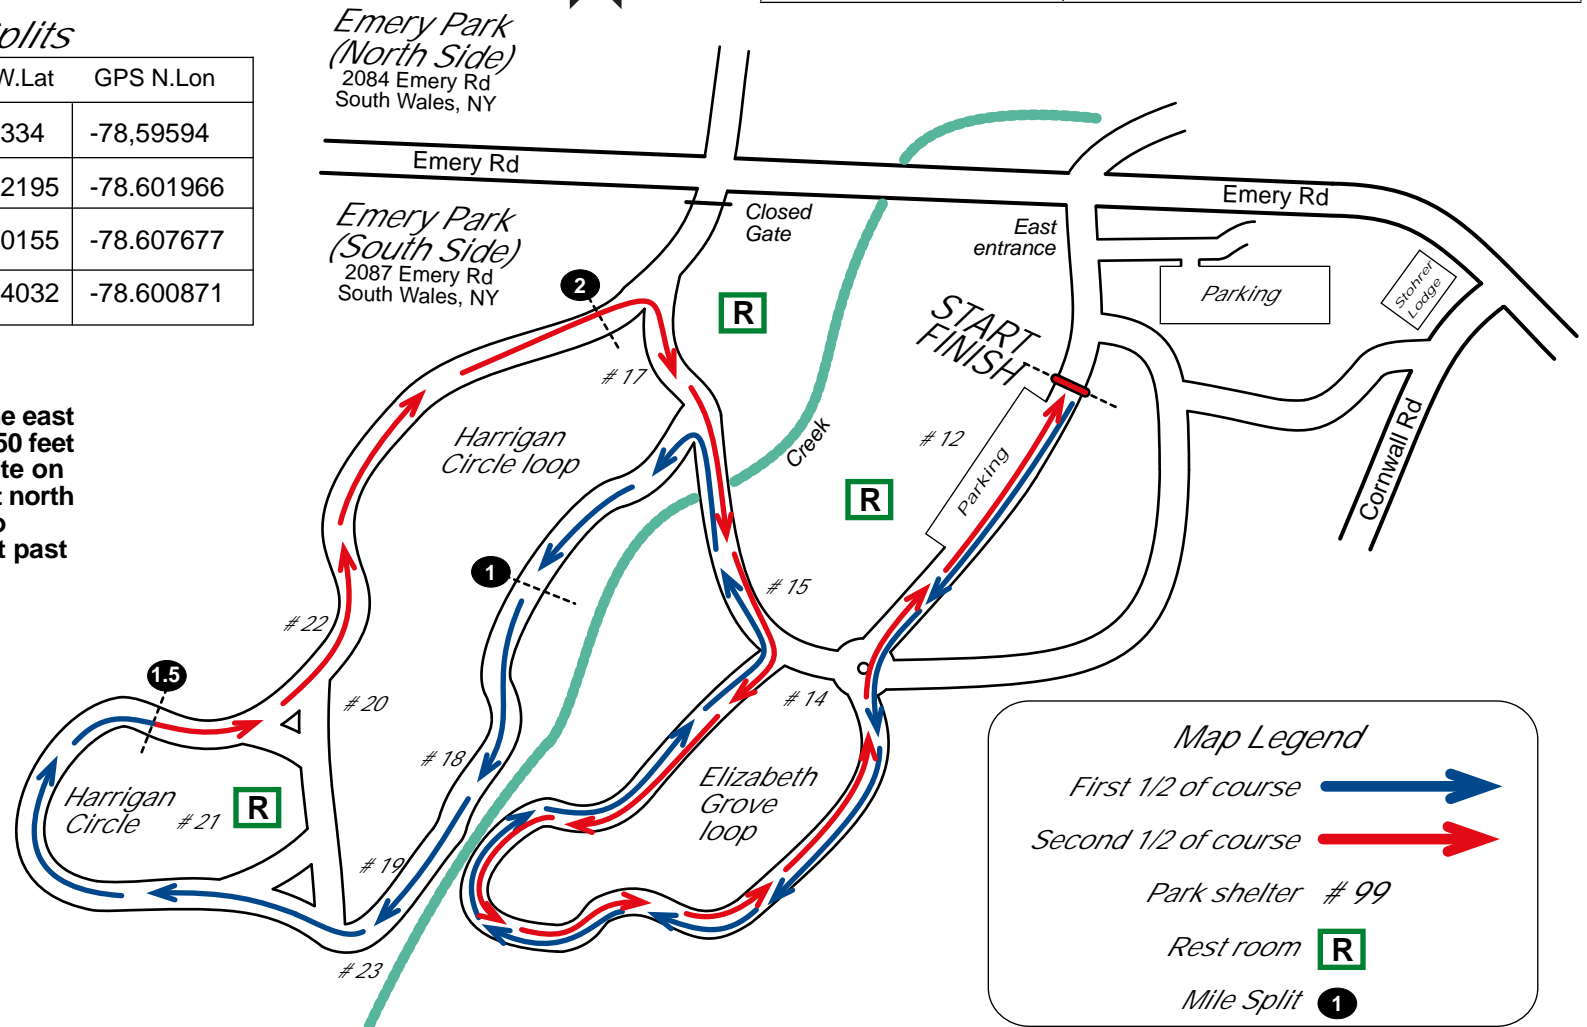 Splits
W.Lat GPS N.Lon
334 -78,59594
2195 -78.601966
0155 -78.607677
4032 -78.600871
Emery Park
(North Side)
2084 Emery Rd
South Wales, NY
Emery Rd
Emery Rd
Emery Park
(South Side)
2087 Emery Rd
South Wales, NY
Closed
Gate
East
entrance
Parking
Stohrer
Lodge
2
R
START
FINISH
# 17
east
50 feet
on
north
past
Harrigan
Circle loop
# 12
Creek
Parking
Cornwall Rd
R
1
# 15
# 22
1.5
# 20
# 14
# 18
Harrigan
Circle
# 21
R
Elizabeth
Grove
loop
# 19
# 23
Map Legend
First 1/2 of course
Second 1/2 of course
Park shelter # 99
Rest room R
Mile Split 1